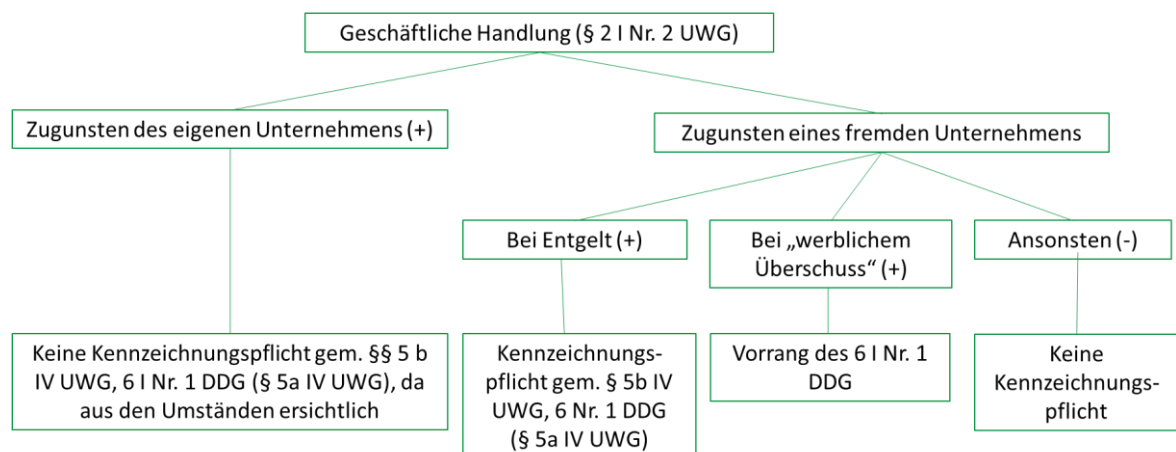 Geschäftliche Handlung (§ 2 I Nr. 2 UWG)
Zugunsten des eigenen Unternehmens (+)
Zugunsten eines fremden Unternehmens
Bei Entgelt (+)
Bei „werblichem
Überschuss“ (+)
Ansonsten (-)
Keine Kennzeichnungspflicht gem. §§ 5 b
IV UWG, 6 I Nr. 1 DDG (§ 5a IV UWG), da
aus den Umständen ersichtlich
Kennzeichnungs-
pflicht gem. § 5b IV
UWG, 6 Nr. 1 DDG
(§ 5a IV UWG)
Vorrang des 6 I Nr. 1
DDG
Keine
Kennzeichnungs-
pflicht